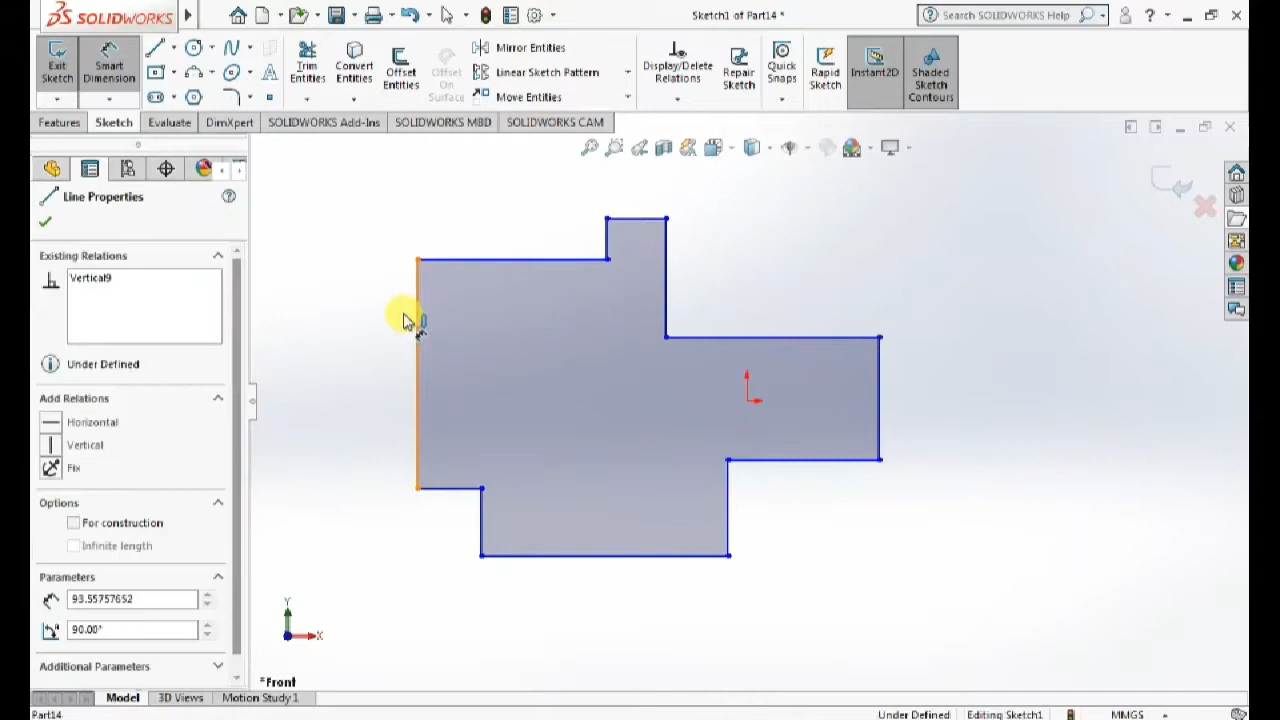 SOLIDWORKS
Sketch1 of Part14 *
Search SOLIDWORKS Help
Exit Sketch
Smart Dimension
Trim Entities
Convert Entities
Offset Entities
Offset On Surface
Mirror Entities
Linear Sketch Pattern
Move Entities
Display/Delete Relations
Repair Sketch
Quick Snaps
Rapid Sketch
Instant2D
Shaded Sketch Contours
Features
Sketch
Evaluate
DimXpert
SOLIDWORKS Add-Ins
SOLIDWORKS MBD
SOLIDWORKS CAM
Line Properties
Existing Relations
Vertical9
Under Defined
Add Relations
Horizontal
Vertical
Fix
Options
For construction
Infinite length
Parameters
93.55757652
90.00°
Additional Parameters
Y
X
*Front
Model
3D Views
Motion Study 1
Part14
Under Defined
Editing Sketch1
MMGS